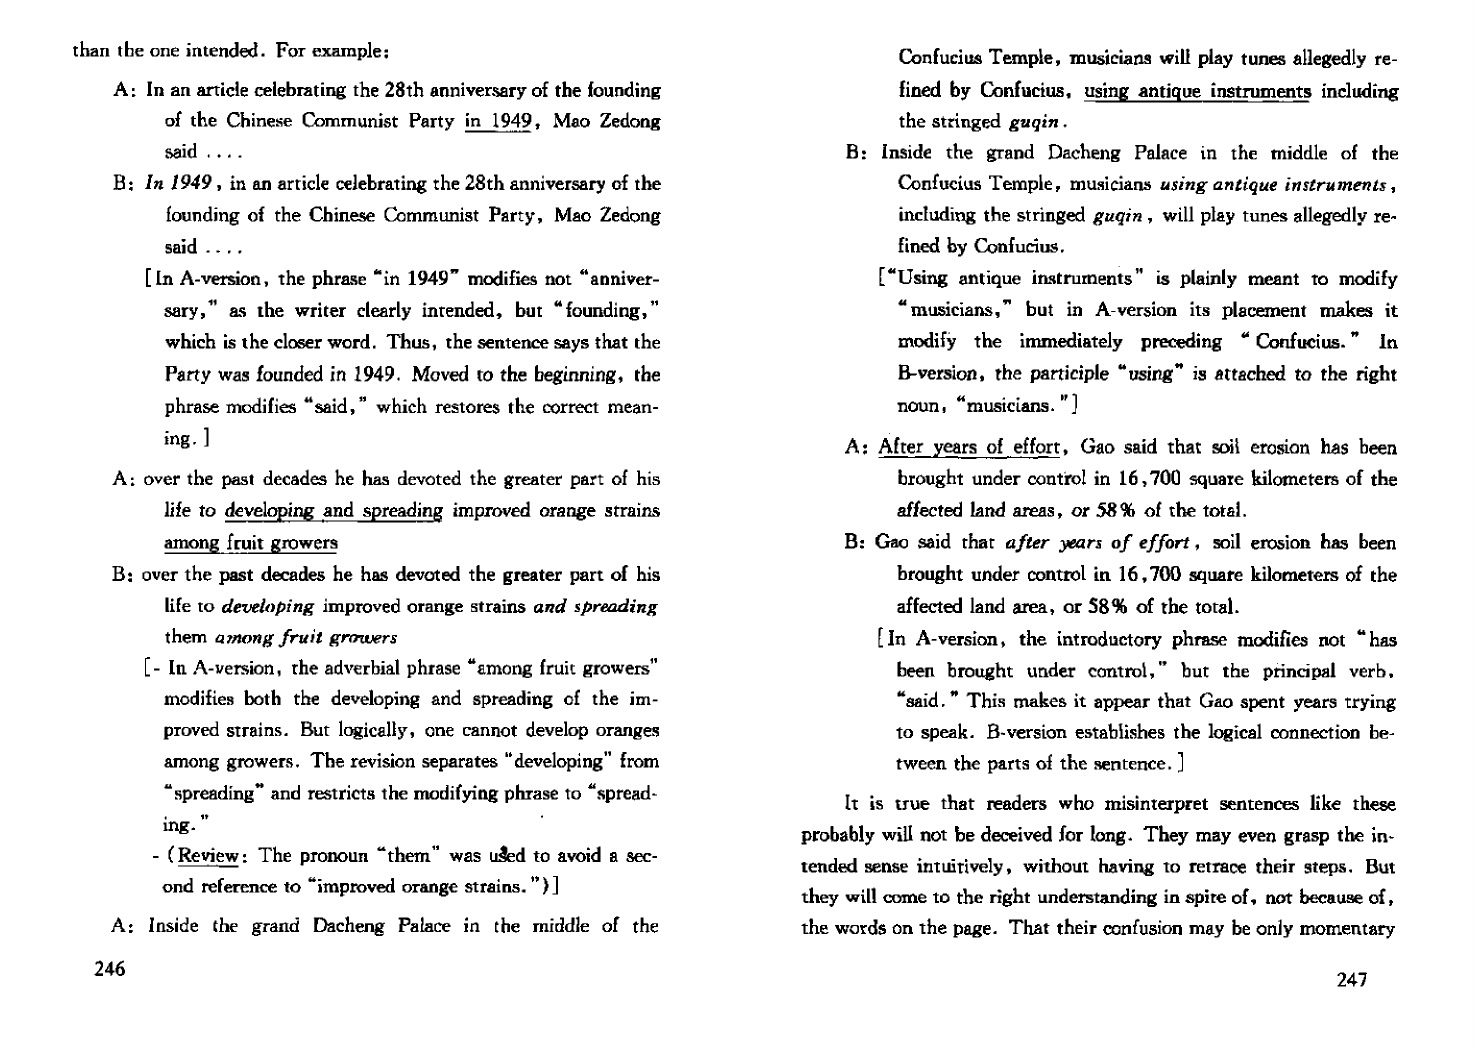 than the one intended. For example:
A: In an article celebrating the 28th anniversary of the founding
of the Chinese Communist Party in 1949, Mao Zedong
said ....
B: In 1949, in an article celebrating the 28th anniversary of the
founding of the Chinese Communist Party, Mao Zedong
said ....
[In A-version, the phrase "in 1949" modifies not "anniver-
sary," as the writer clearly intended, but "founding,"
which is the closer word. Thus, the sentence says that the
Party was founded in 1949. Moved to the beginning, the
phrase modifies "said," which restores the correct mean-
ing.]
A: over the past decades he has devoted the greater part of his
life to developing and spreading improved orange strains
among fruit growers
B: over the past decades he has devoted the greater part of his
life to developing improved orange strains and spreading
them among fruit growers
[- In A-version, the adverbial phrase "among fruit growers"
modifies both the developing and spreading of the im-
proved strains. But logically, one cannot develop oranges
among growers. The revision separates "developing" from
"spreading" and restricts the modifying phrase to "spread-
ing."
- (Review: The pronoun "them" was used to avoid a sec-
ond reference to "improved orange strains.")]
A: Inside the grand Dacheng Palace in the middle of the
246
Confucius Temple, musicians will play tunes allegedly re-
fined by Confucius, using antique instruments including
the stringed guqin.
B: Inside the grand Dacheng Palace in the middle of the
Confucius Temple, musicians using antique instruments,
including the stringed guqin, will play tunes allegedly re-
fined by Confucius.
["Using antique instruments" is plainly meant to modify
"musicians," but in A-version its placement makes it
modify the immediately preceding "Confucius." In
B-version, the participle "using" is attached to the right
noun, "musicians."]
A: After years of effort, Gao said that soil erosion has been
brought under control in 16,700 square kilometers of the
affected land areas, or 58% of the total.
B: Gao said that after years of effort, soil erosion has been
brought under control in 16,700 square kilometers of the
affected land area, or 58% of the total.
[In A-version, the introductory phrase modifies not "has
been brought under control," but the principal verb,
"said." This makes it appear that Gao spent years trying
to speak. B-version establishes the logical connection be-
tween the parts of the sentence.]
It is true that readers who misinterpret sentences like these
probably will not be deceived for long. They may even grasp the in-
tended sense intuitively, without having to retrace their steps. But
they will come to the right understanding in spite of, not because of,
the words on the page. That their confusion may be only momentary
247